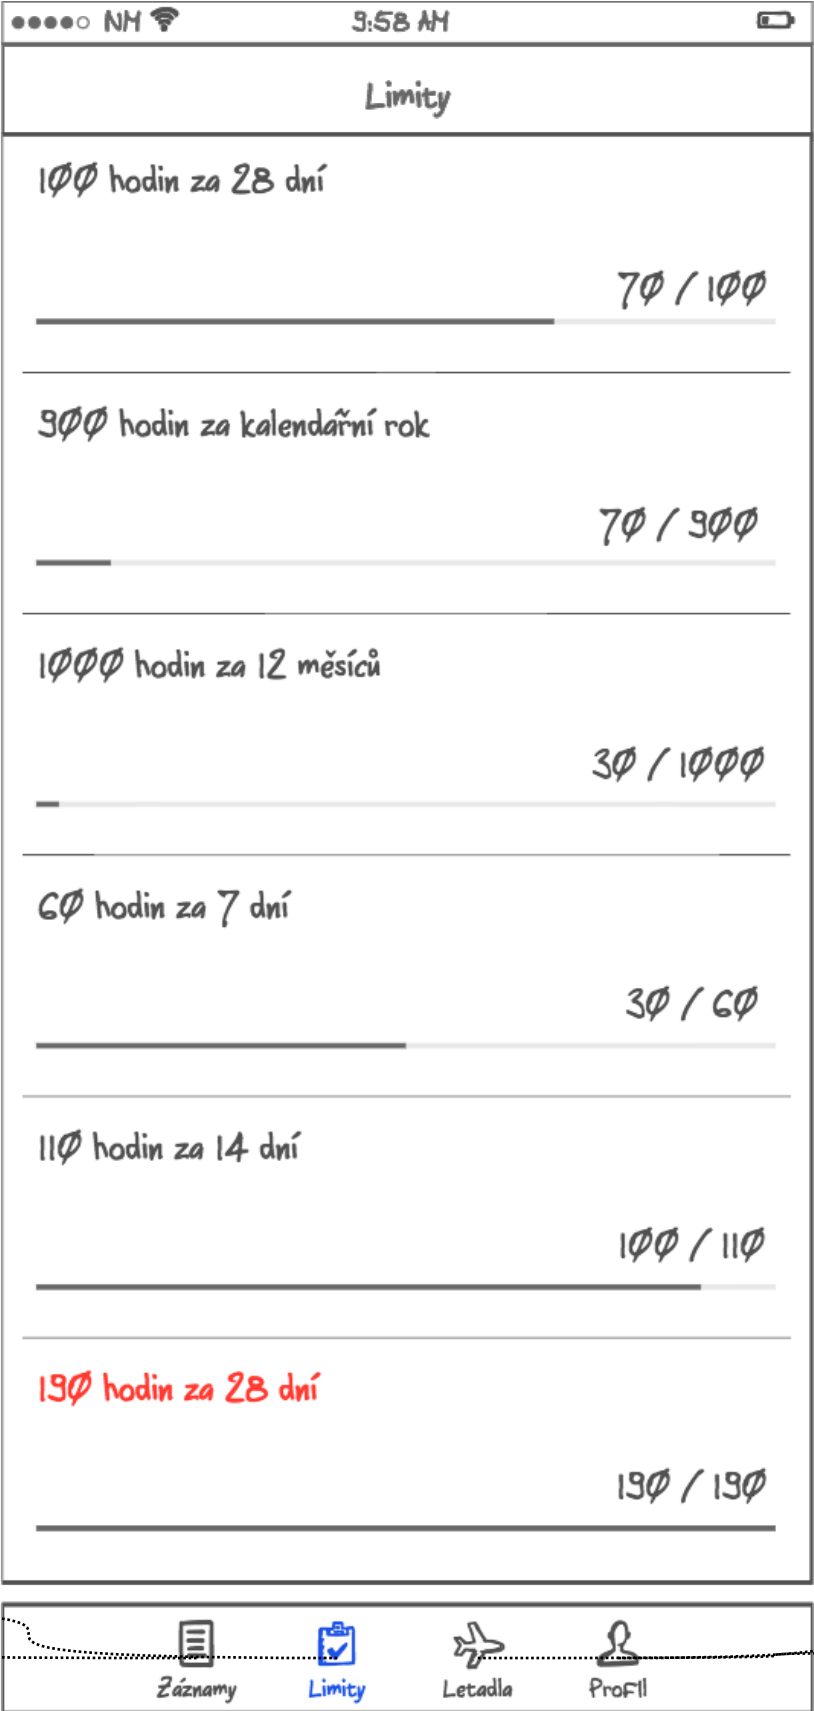 NM 9:58 AM
Limity
100 hodin za 28 dní
70 / 100
900 hodin za kalendářní rok
70 / 900
1000 hodin za 12 měsíců
30 / 1000
60 hodin za 7 dní
30 / 60
110 hodin za 14 dní
100 / 110
190 hodin za 28 dní
190 / 190
Záznamy Limity Letadla ProFIl